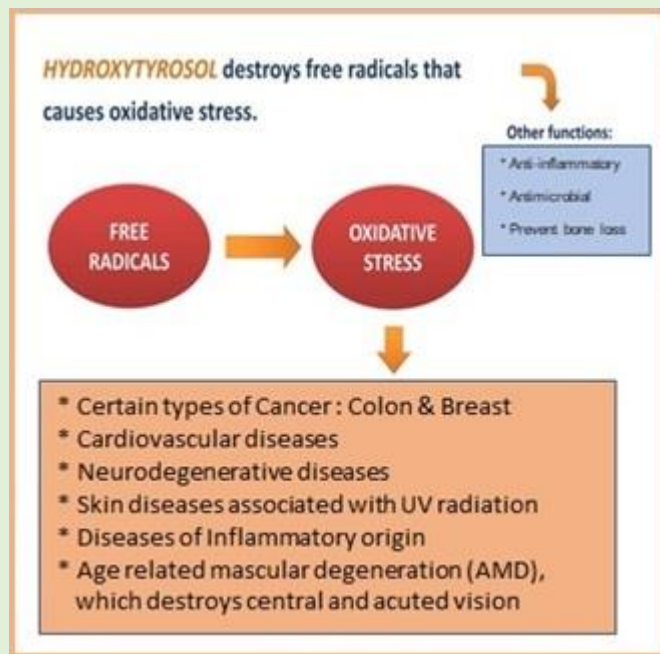 HYDROXYTYROSOL destroys free radicals that
causes oxidative stress.
Other functions:
* Anti-inflammatory
* Antimicrobial
* Prevent bone loss
FREE
RADICALS
OXIDATIVE
STRESS
* Certain types of Cancer : Colon & Breast
* Cardiovascular diseases
* Neurodegenerative diseases
* Skin diseases associated with UV radiation
* Diseases of Inflammatory origin
* Age related mascular degeneration (AMD),
which destroys central and acuted vision